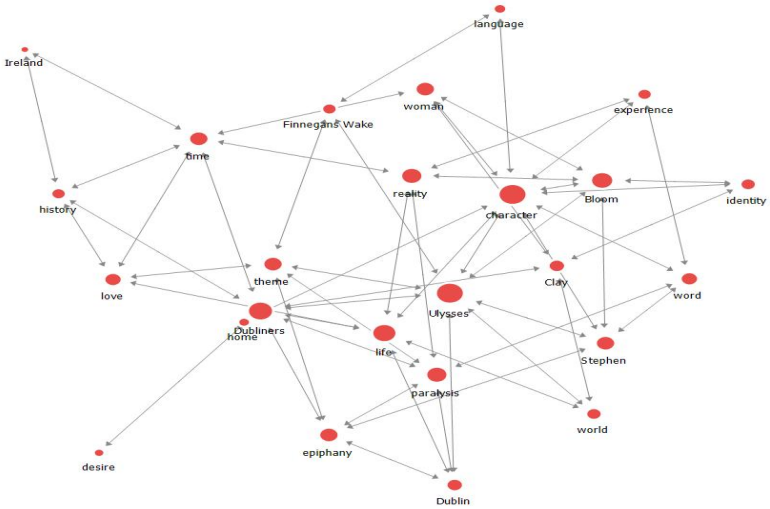 language
Ireland
woman
experience
Finnegans Wake
time
reality
Bloom
identity
history
character
theme
Clay
love
word
Ulysses
Dubliners
home
life
Stephen
paralysis
world
epiphany
desire
Dublin